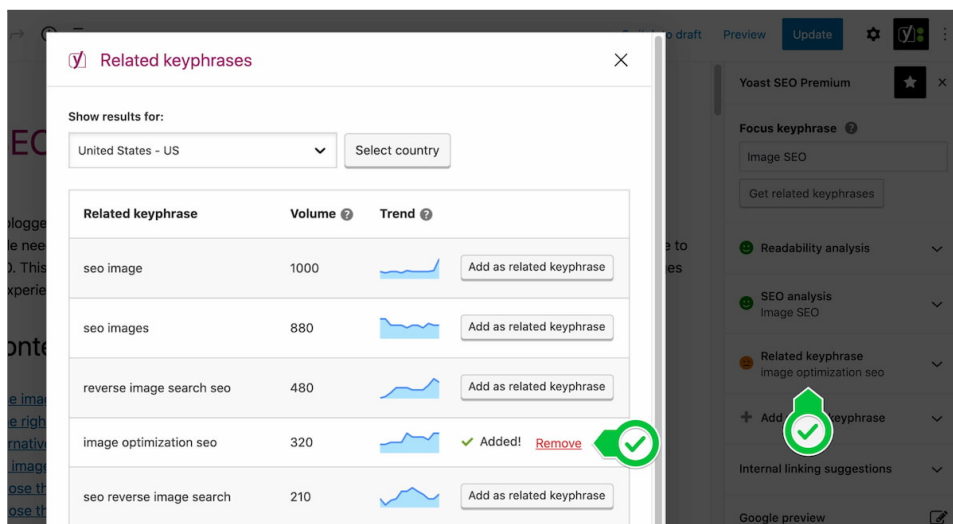 draft
Preview
Update
Related keyphrases
Yoast SEO Premium
Show results for:
United States - US
Select country
Focus keyphrase
Image SEO
Get related keyphrases
Related keyphrase Volume Trend
seo image 1000 Add as related keyphrase
Readability analysis
seo images 880 Add as related keyphrase
SEO analysis
Image SEO
reverse image search seo 480 Add as related keyphrase
Related keyphrase
image optimization seo
image optimization seo 320 Added! Remove
Add keyphrase
Internal linking suggestions
seo reverse image search 210 Add as related keyphrase
Google preview